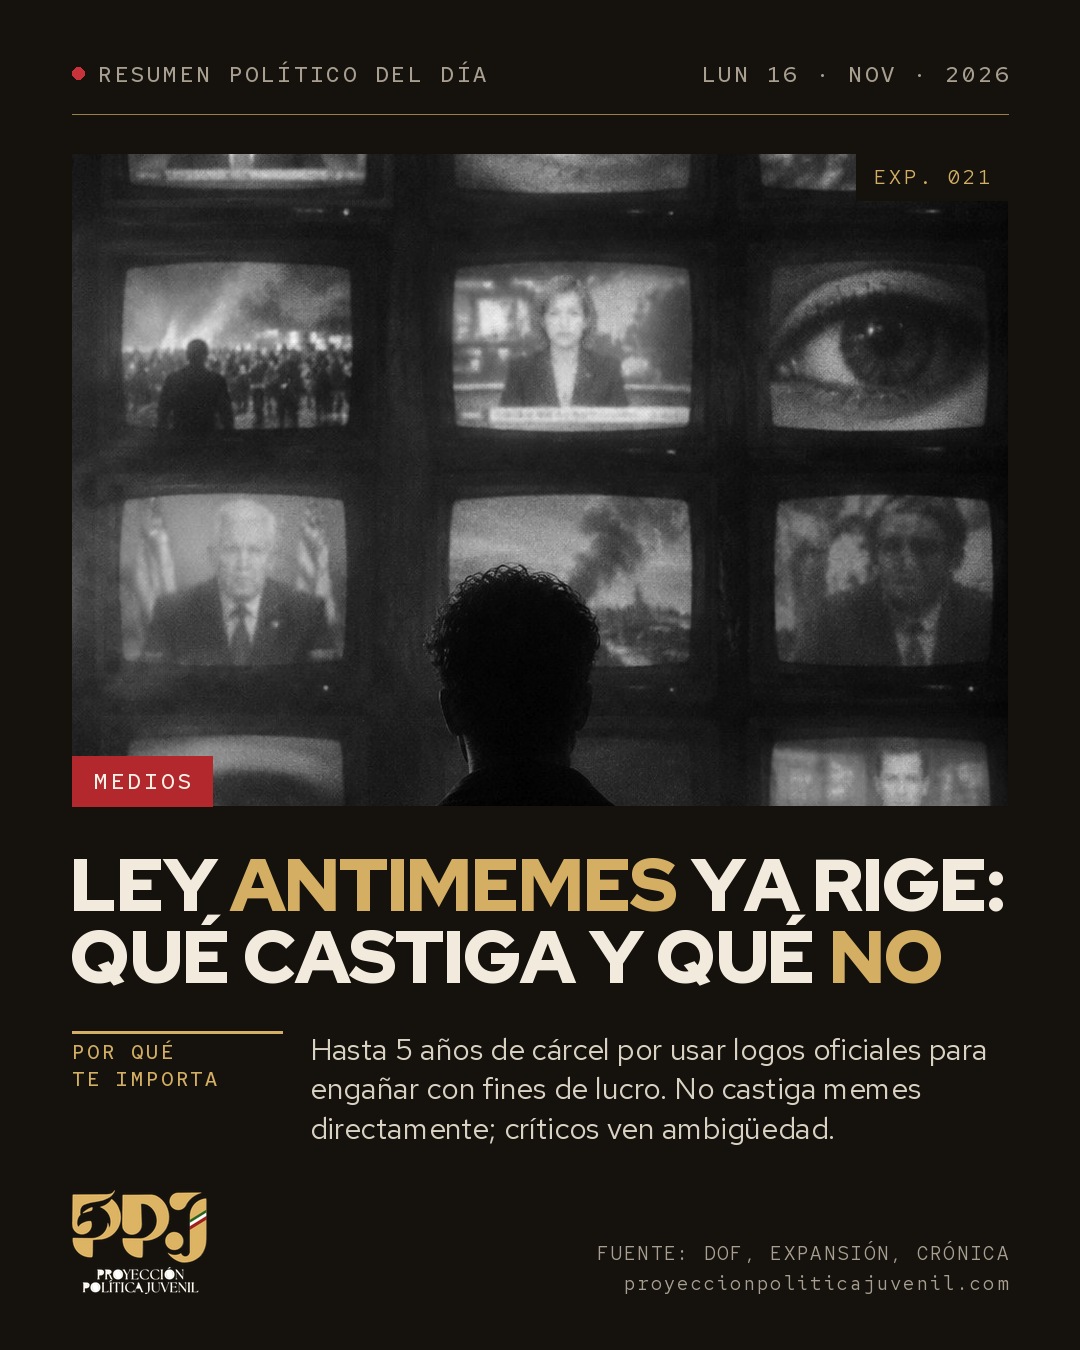 RESUMEN POLÍTICO DEL DÍA
LUN 16 · NOV · 2026
EXP. 021
MEDIOS
LEY ANTIMEMES YA RIGE:
QUÉ CASTIGA Y QUÉ NO
POR QUÉ
TE IMPORTA
Hasta 5 años de cárcel por usar logos oficiales para
engañar con fines de lucro. No castiga memes
directamente; críticos ven ambigüedad.
PPJ
PROYECCIÓN
POLÍTICA JUVENIL
FUENTE: DOF, EXPANSIÓN, CRÓNICA
proyeccionpoliticajuvenil.com